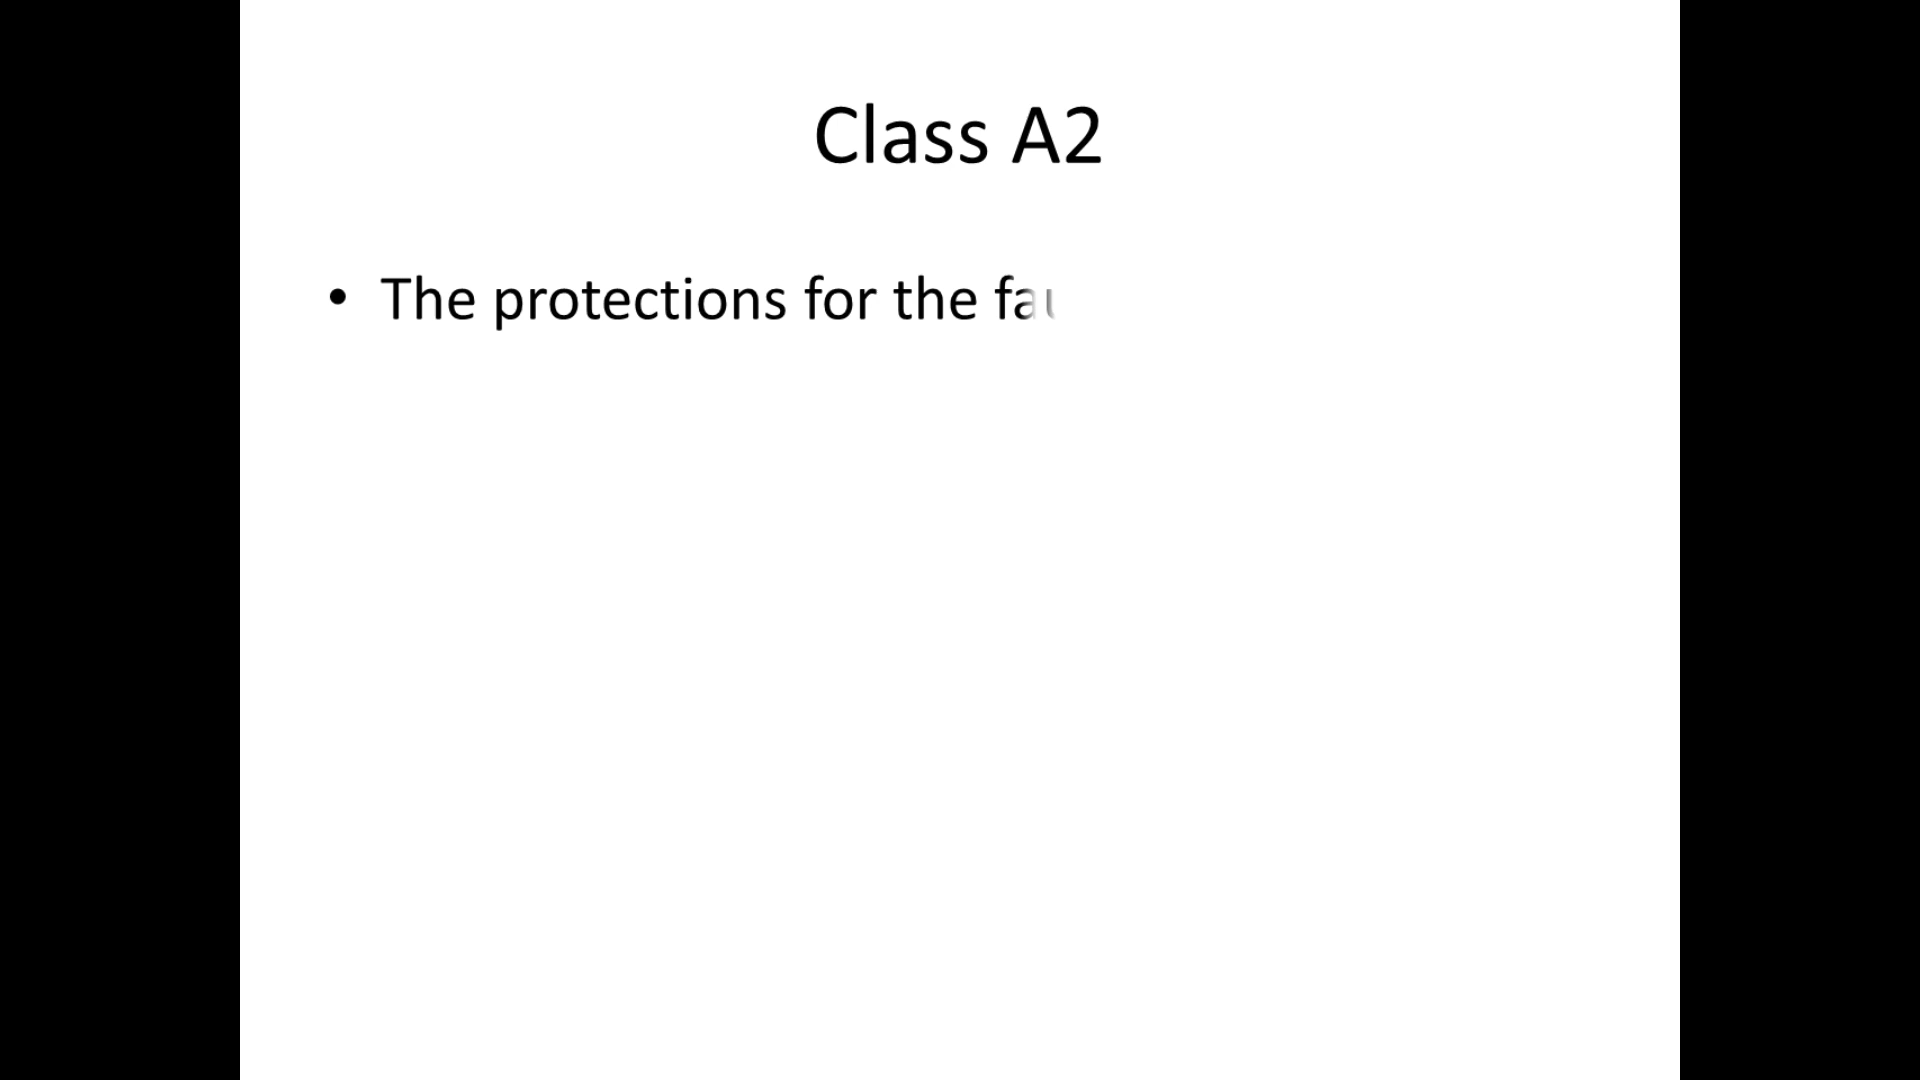 Class A2
• The protections for the